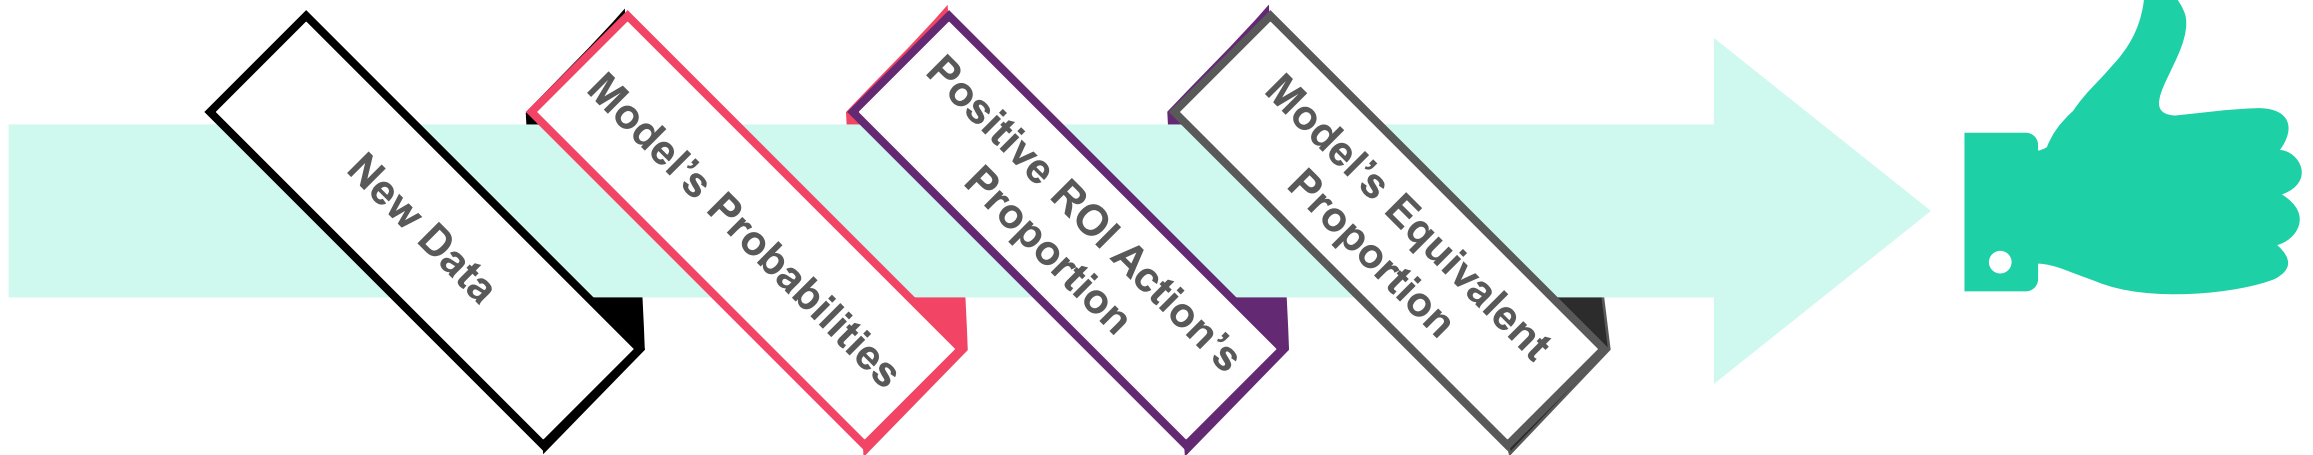 New Data
Model’s Probabilities
Positive ROI Action’s
Proportion
Model’s Equivalent
Proportion